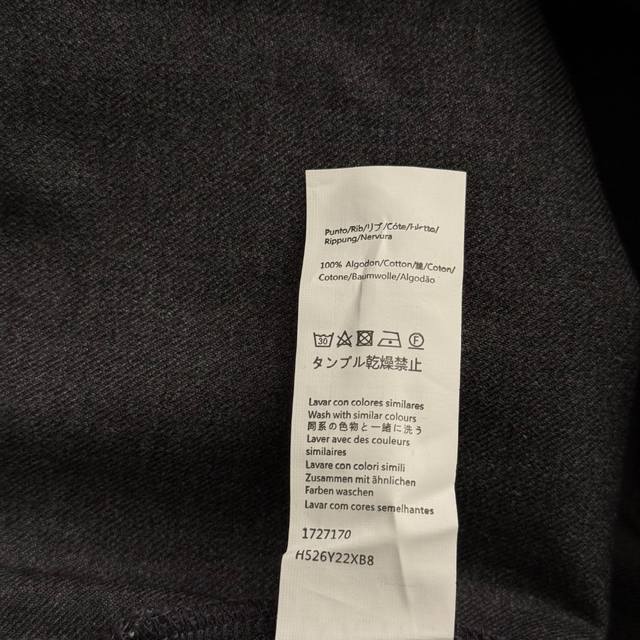 Punto/Rib/リブ/Côte/Filetto/
Rippung/Nervura
100% Algodon/Cotton/綿/Coton/
Cotone/Baumwolle/Algodão
30
F
タンブル乾燥禁止
Lavar con colores similares
Wash with similar colours
同系の色物と一緒に洗う
Laver avec des couleurs
similaires
Lavare con colori simili
Zusammen mit ähnlichen
Farben waschen
Lavar com cores semelhantes
1727170
H526Y22XB8